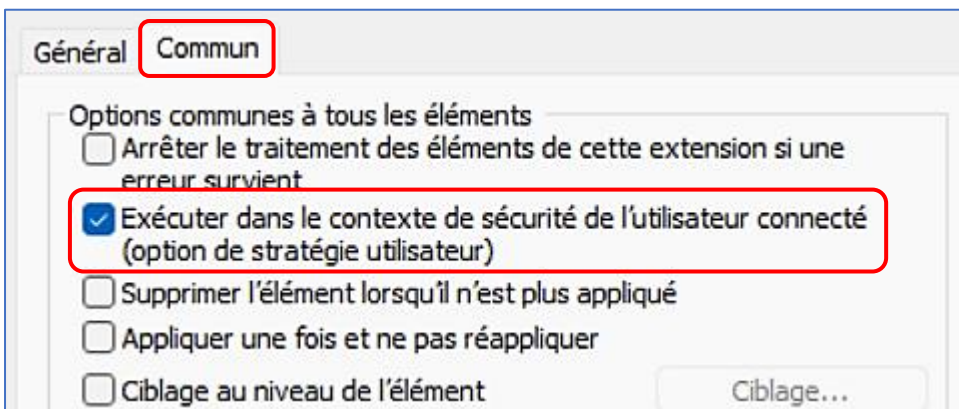 Général Commun
Options communes à tous les éléments
Arrêter le traitement des éléments de cette extension si une
erreur survient
Exécuter dans le contexte de sécurité de l'utilisateur connecté
(option de stratégie utilisateur)
Supprimer l'élément lorsqu'il n'est plus appliqué
Appliquer une fois et ne pas réappliquer
Ciblage au niveau de l'élément Ciblage...